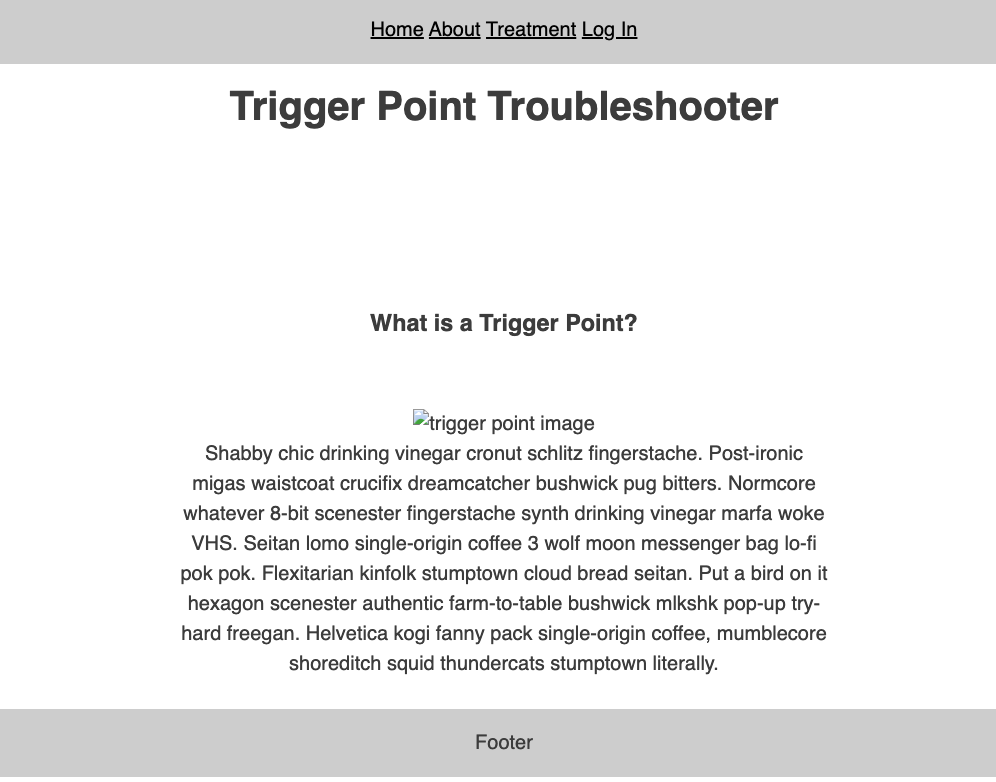 Home About Treatment Log In
Trigger Point Troubleshooter
What is a Trigger Point?
trigger point image
Shabby chic drinking vinegar cronut schlitz fingerstache. Post-ironic
migas waistcoat crucifix dreamcatcher bushwick pug bitters. Normcore
whatever 8-bit scenester fingerstache synth drinking vinegar marfa woke
VHS. Seitan lomo single-origin coffee 3 wolf moon messenger bag lo-fi
pok pok. Flexitarian kinfolk stumptown cloud bread seitan. Put a bird on it
hexagon scenester authentic farm-to-table bushwick mlkshk pop-up try-
hard freegan. Helvetica kogi fanny pack single-origin coffee, mumblecore
shoreditch squid thundercats stumptown literally.
Footer